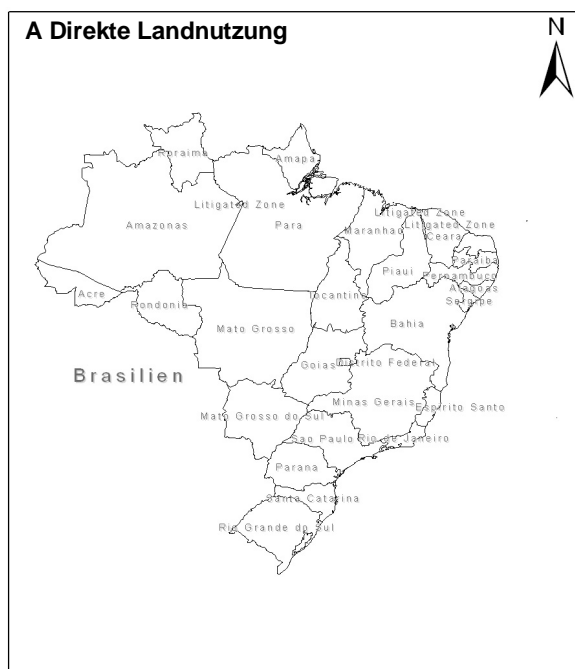 A Direkte Landnutzung
N
Roraima
Amapa
Litigated Zone
Litigated Zone
Amazonas
Para
Maranhao
Litigated Zone
Ceara
Paraiba
Piaui
Pernambuco
Acre
Rondonia
Tocantins
Alagoas
Sergipe
Mato Grosso
Bahia
Goias
Distrito Federal
Brasilien
Minas Gerais
Espirito Santo
Mato Grosso do Sul
Sao Paulo
Rio de Janeiro
Parana
Santa Catarina
Rio Grande do Sul